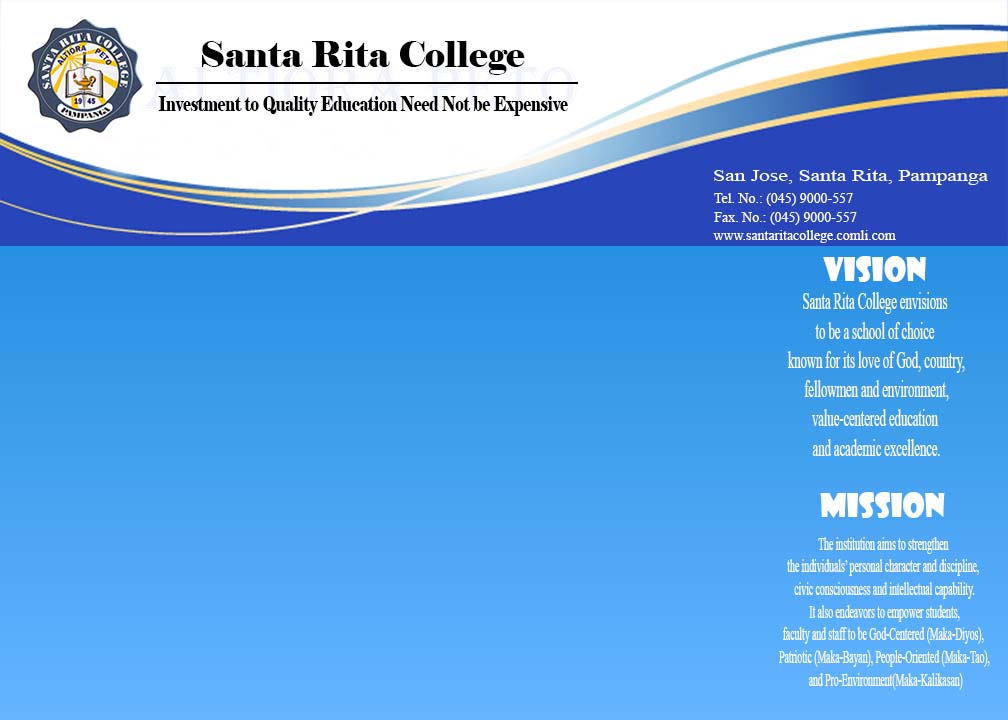 SANTA RITA COLLEGE
ALTIORA PETO
1945
PAMPANGA
Santa Rita College
ALTIORA PETO
Investment to Quality Education Need Not be Expensive
San Jose, Santa Rita, Pampanga
Tel. No.: (045) 9000-557
Fax. No.: (045) 9000-557
www.santaritacollege.comli.com
VISION
Santa Rita College envisions
to be a school of choice
known for its love of God, country,
fellowmen and environment,
value-centered education
and academic excellence.
MISSION
The institution aims to strengthen
the individuals' personal character and discipline,
civic consciousness and intellectual capability.
It also endeavors to empower students,
faculty and staff to be God-Centered (Maka-Diyos),
Patriotic (Maka-Bayan), People-Oriented (Maka-Tao),
and Pro-Environment(Maka-Kalikasan)